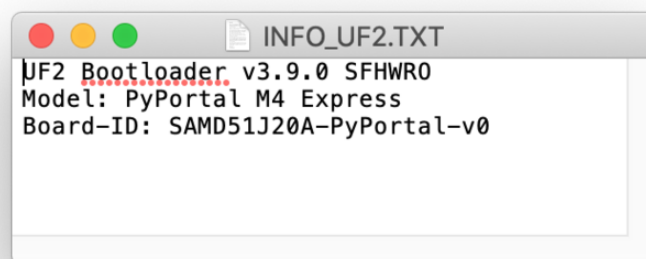 INFO_UF2.TXT
UF2 Bootloader v3.9.0 SFHWRO
Model: PyPortal M4 Express
Board-ID: SAMD51J20A-PyPortal-v0